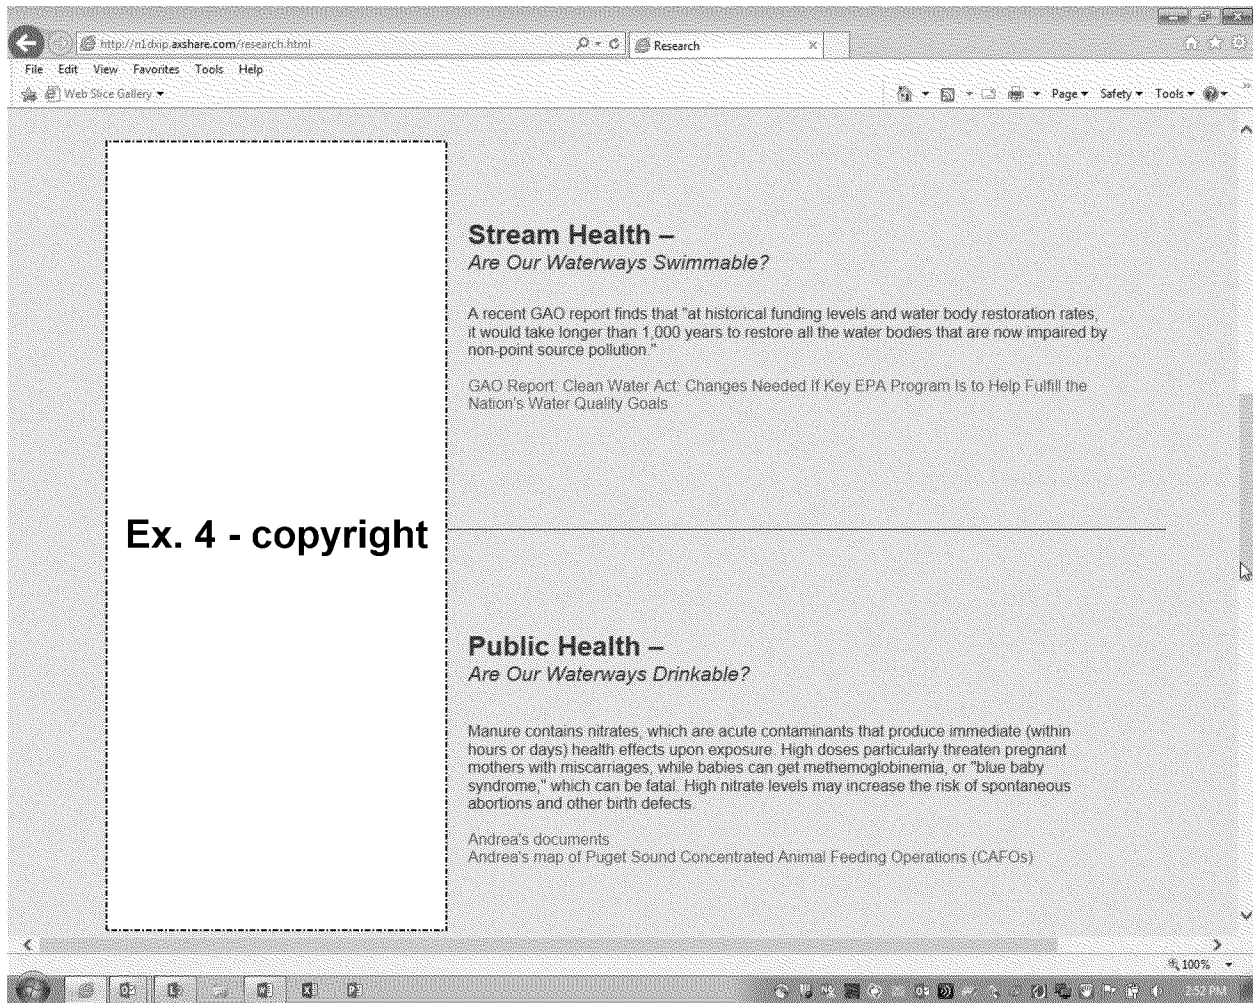 http://n1dxip.axshare.com/research.html
Research
File Edit View Favorites Tools Help
Web Slice Gallery
Page Safety Tools
Stream Health –
Are Our Waterways Swimmable?
A recent GAO report finds that "at historical funding levels and water body restoration rates,
it would take longer than 1,000 years to restore all the water bodies that are now impaired by
non-point source pollution."
GAO Report: Clean Water Act: Changes Needed If Key EPA Program Is to Help Fulfill the
Nation's Water Quality Goals
Ex. 4 - copyright
Public Health –
Are Our Waterways Drinkable?
Manure contains nitrates, which are acute contaminants that produce immediate (within
hours or days) health effects upon exposure. High doses particularly threaten pregnant
mothers with miscarriages, while babies can get methemoglobinemia, or "blue baby
syndrome," which can be fatal. High nitrate levels may increase the risk of spontaneous
abortions and other birth defects.
Andrea's documents
Andrea's map of Puget Sound Concentrated Animal Feeding Operations (CAFOs)
100%
2:52 PM